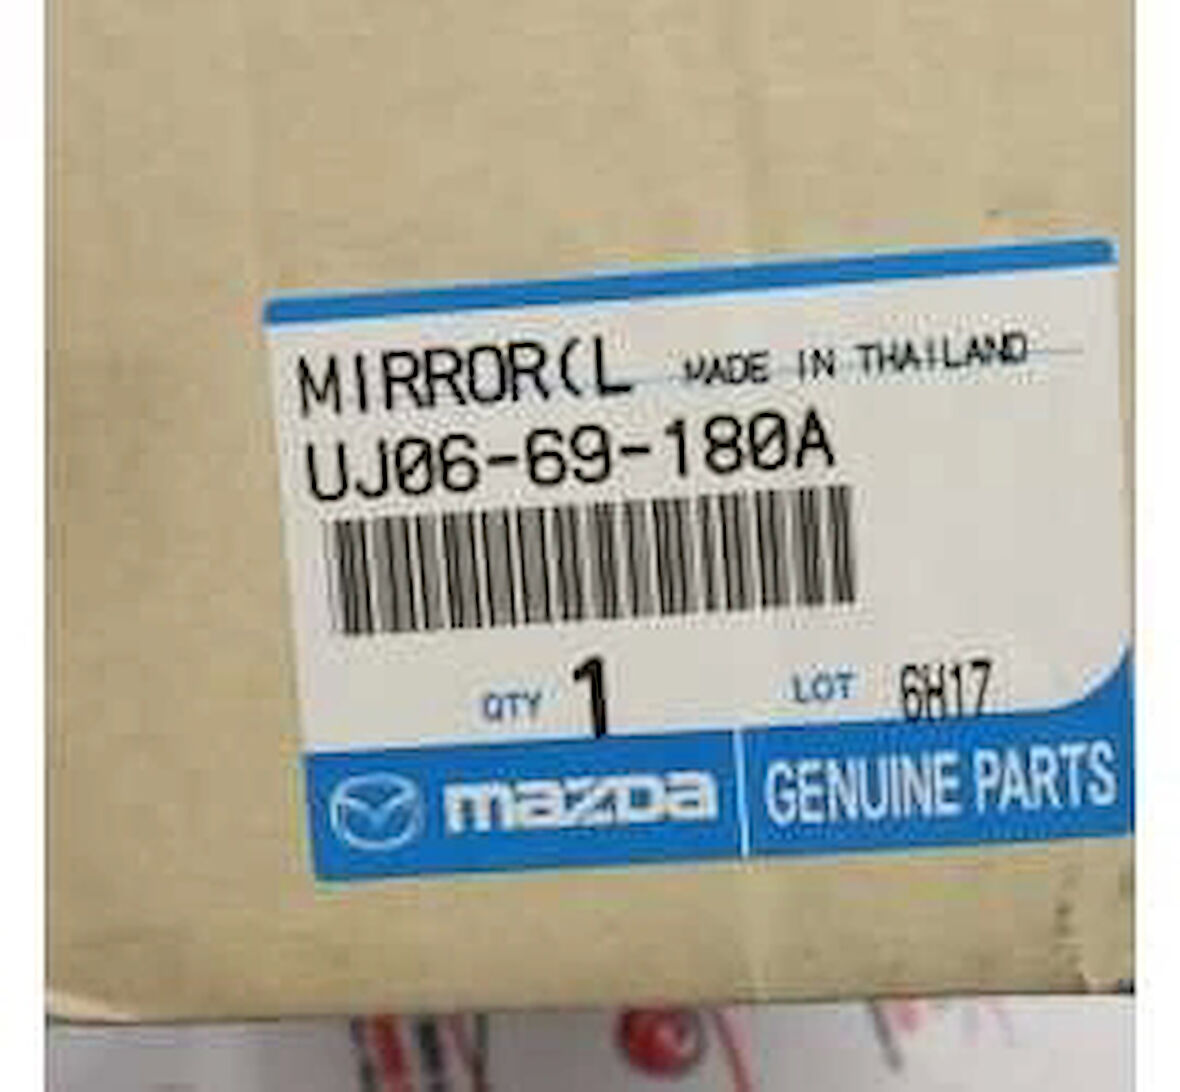 MIRROR(L MADE IN THAILAND
UJ06-69-180A
QTY 1 LOT 6H17
mazda GENUINE PARTS